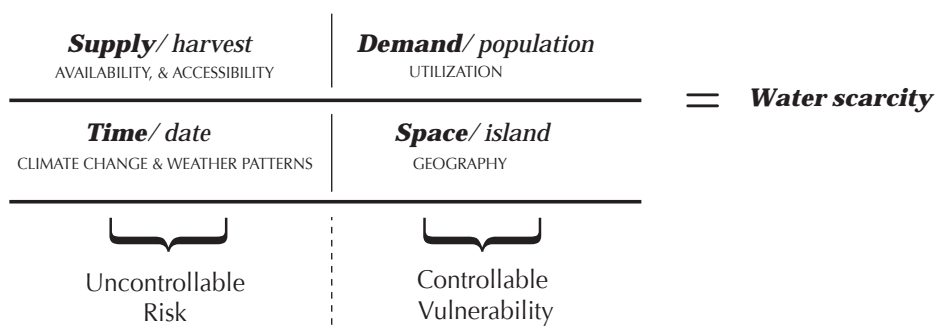 Supply/ harvest
AVAILABILITY, & ACCESSIBILITY
Demand/ population
UTILIZATION
= Water scarcity
Time/ date
CLIMATE CHANGE & WEATHER PATTERNS
Space/ island
GEOGRAPHY
Uncontrollable
Risk
Controllable
Vulnerability